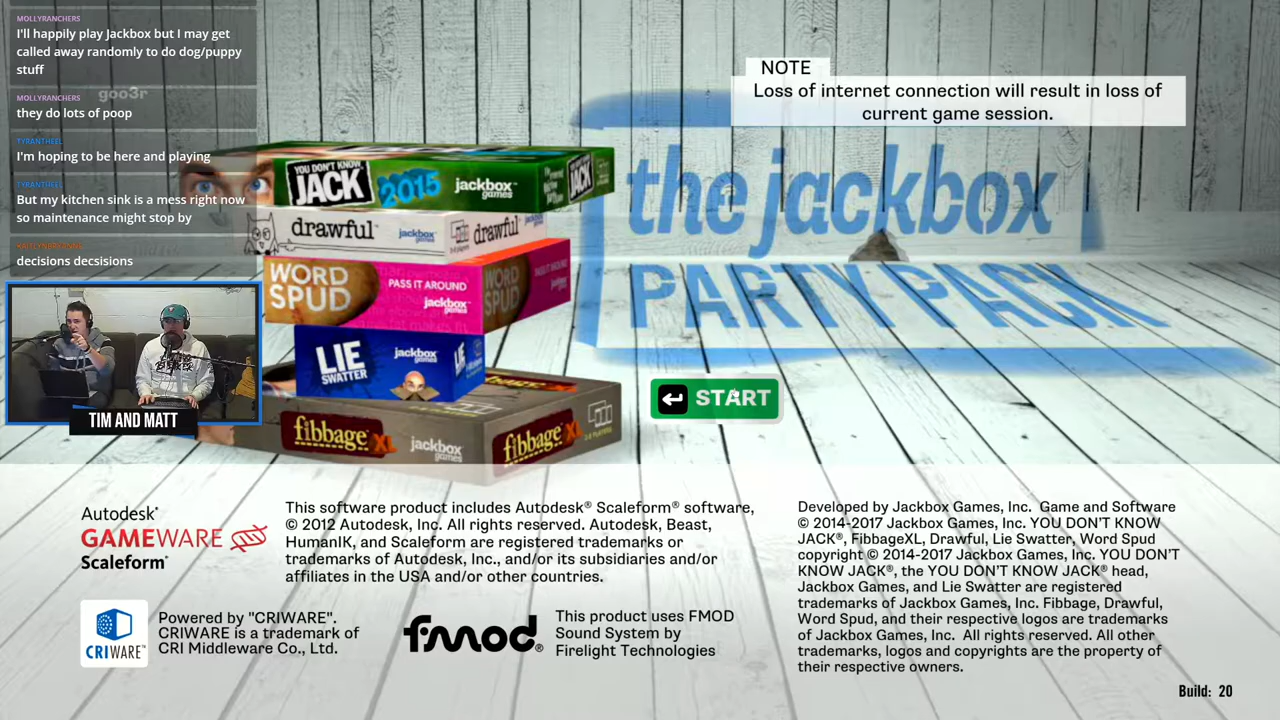 MOLLYRANCHERS
I'll happily play Jackbox but I may get
called away randomly to do dog/puppy
stuff
goo3r
MOLLYRANCHERS
they do lots of poop
TYRANTHEEL
I'm hoping to be here and playing
TYRANTHEEL
But my kitchen sink is a mess right now
so maintenance might stop by
decisions decsisions
TIM AND MATT
YOU DON'T KNOW
JACK
2015
jackbox
games
JACK
drawful
jackbox
games
drawful
WORD
SPUD
PASS IT AROUND
jackbox
games
WORD
SPUD
LIE
SWATTER
jackbox
games
LIE
fibbage XL
jackbox
games
fibbage XL
NOTE
Loss of internet connection will result in loss of
current game session.
the jackbox
PARTY PACK
START
Autodesk®
GAMEWARE
Scaleform®
This software product includes Autodesk® Scaleform® software,
© 2012 Autodesk, Inc. All rights reserved. Autodesk, Beast,
HumanIK, and Scaleform are registered trademarks or
trademarks of Autodesk, Inc., and/or its subsidiaries and/or
affiliates in the USA and/or other countries.
CRIWARE™
Powered by "CRIWARE".
CRIWARE is a trademark of
CRI Middleware Co., Ltd.
fmod®
This product uses FMOD
Sound System by
Firelight Technologies
Developed by Jackbox Games, Inc. Game and Software
© 2014-2017 Jackbox Games, Inc. YOU DON'T KNOW
JACK®, FibbageXL, Drawful, Lie Swatter, Word Spud
copyright © 2014-2017 Jackbox Games, Inc. YOU DON'T
KNOW JACK®, the YOU DON'T KNOW JACK® head,
Jackbox Games, and Lie Swatter are registered
trademarks of Jackbox Games, Inc. Fibbage, Drawful,
Word Spud, and their respective logos are trademarks
of Jackbox Games, Inc. All rights reserved. All other
trademarks, logos and copyrights are the property of
their respective owners.
Build: 20